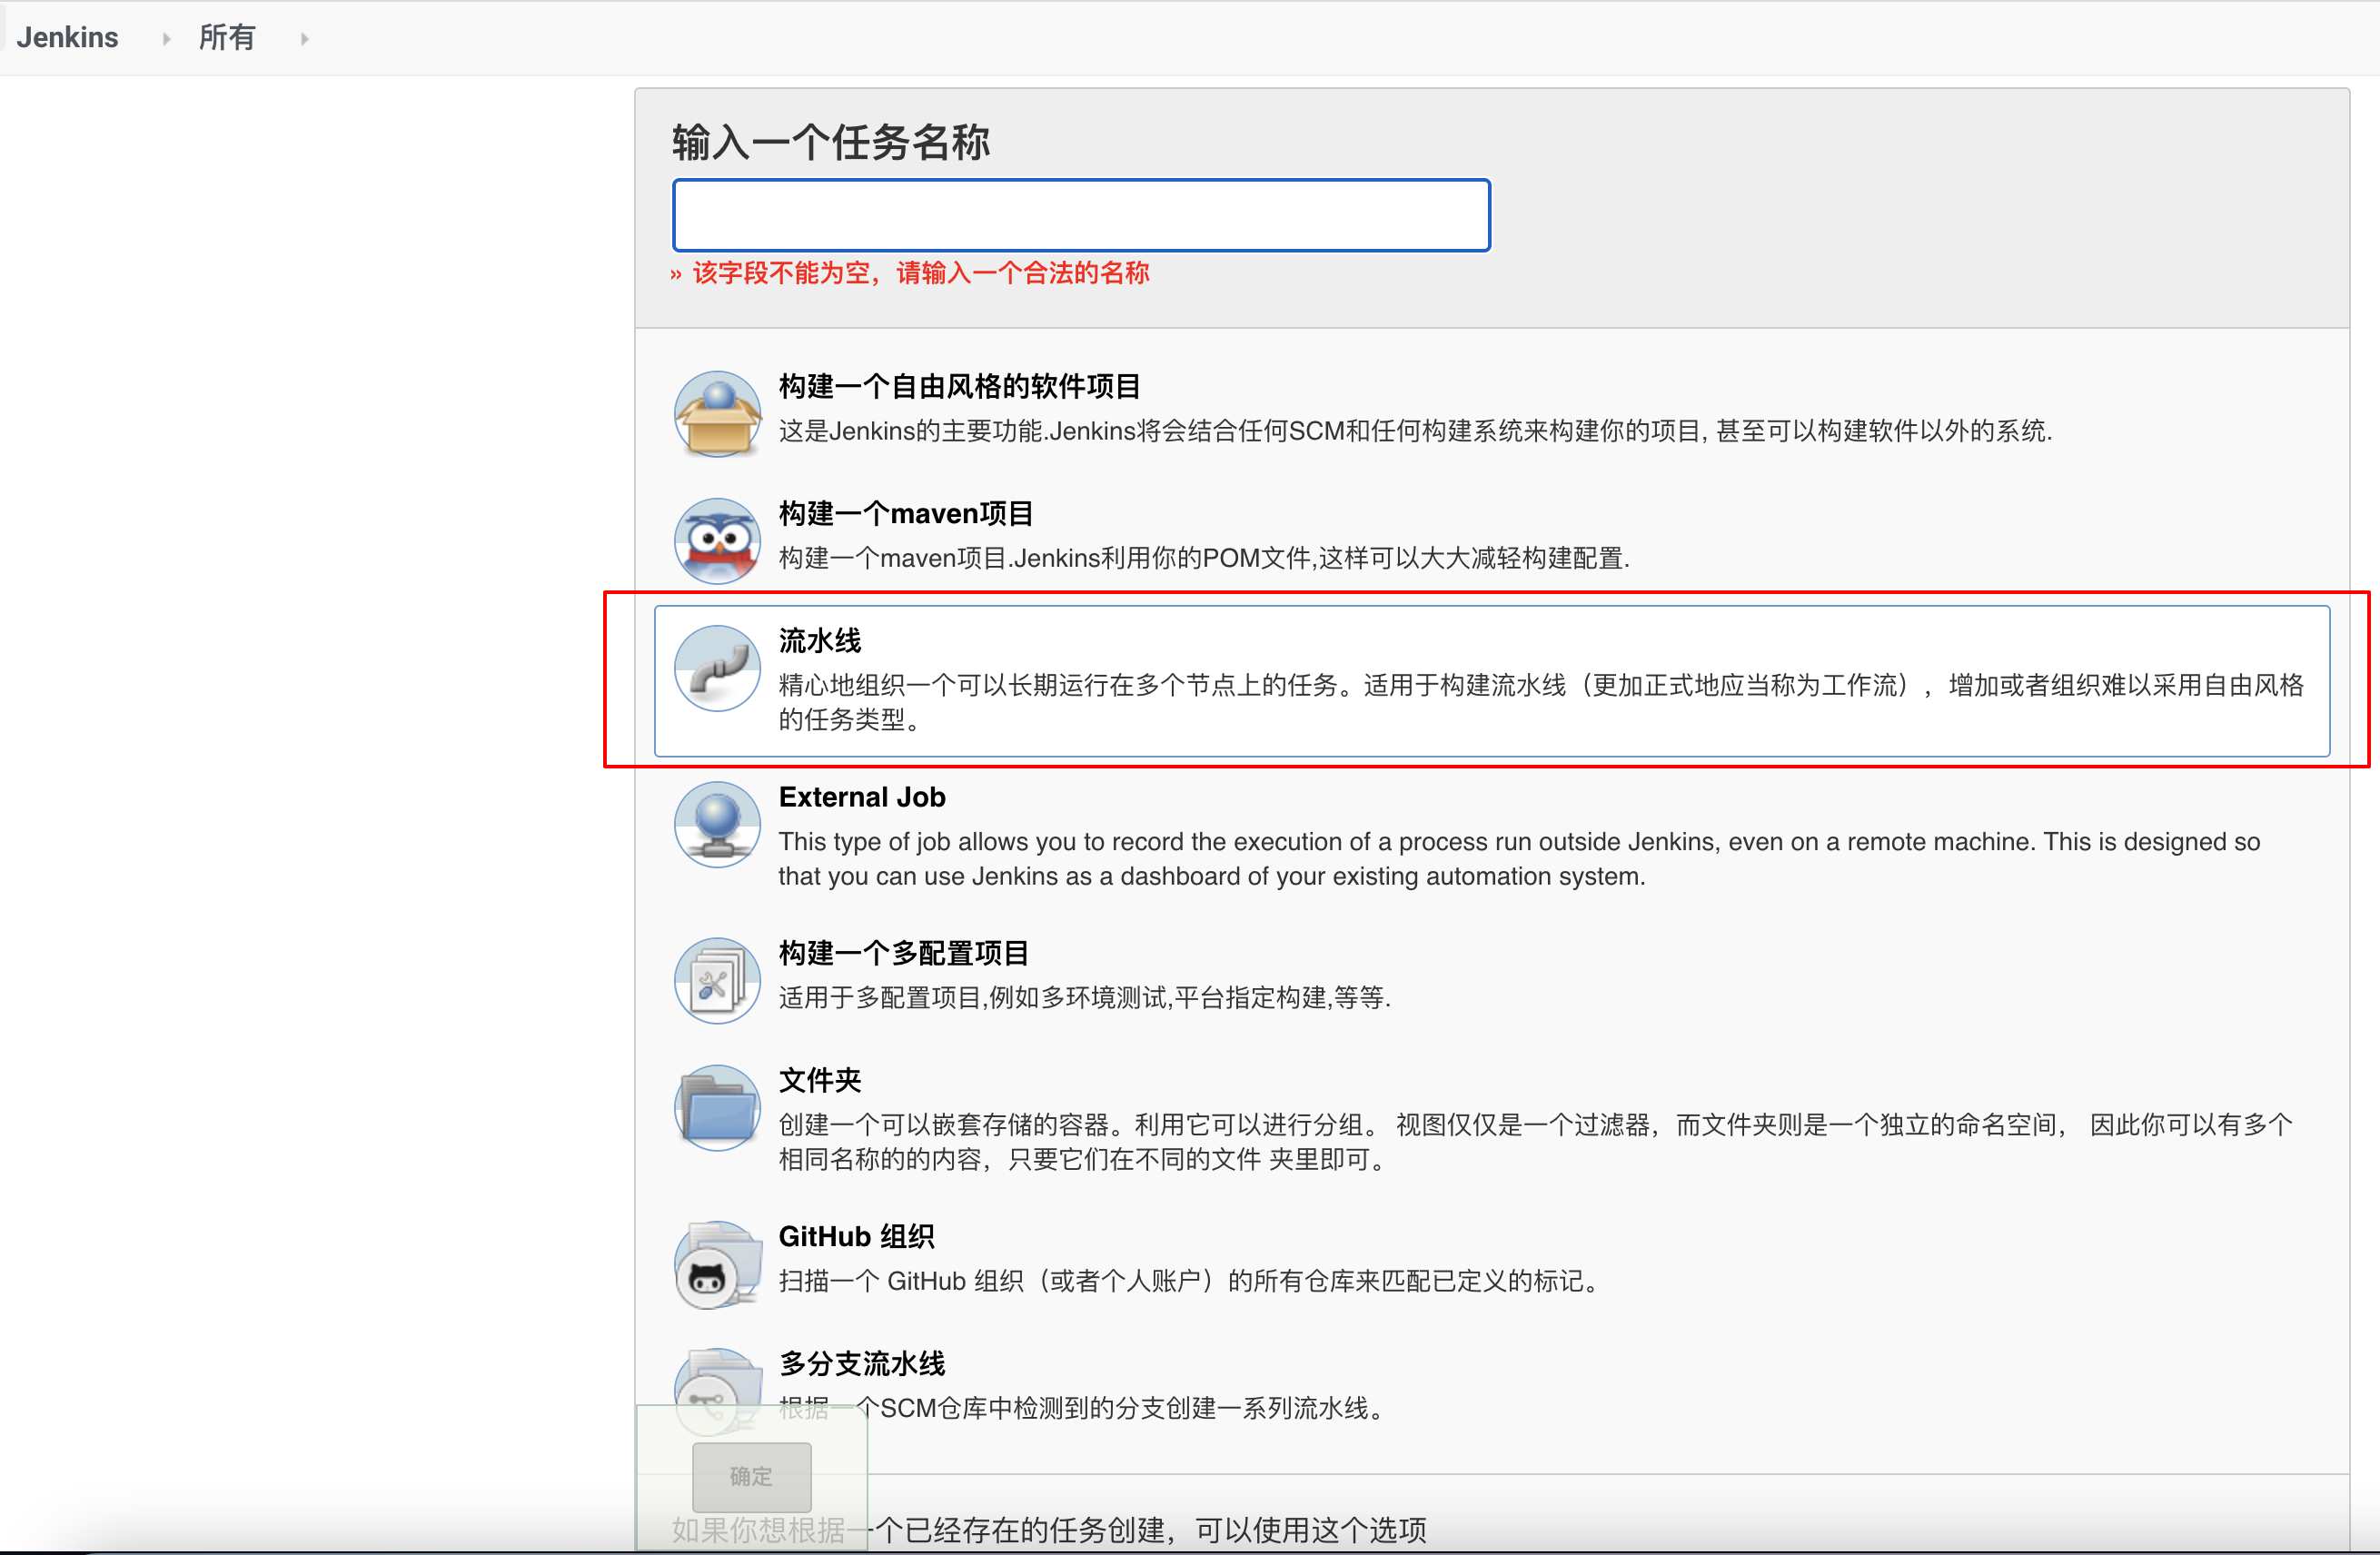 Jenkins 所有
输入一个任务名称
» 该字段不能为空，请输入一个合法的名称
构建一个自由风格的软件项目
这是Jenkins的主要功能.Jenkins将会结合任何SCM和任何构建系统来构建你的项目, 甚至可以构建软件以外的系统.
构建一个maven项目
构建一个maven项目.Jenkins利用你的POM文件,这样可以大大减轻构建配置.
流水线
精心地组织一个可以长期运行在多个节点上的任务。适用于构建流水线（更加正式地应当称为工作流），增加或者组织难以采用自由风格
的任务类型。
External Job
This type of job allows you to record the execution of a process run outside Jenkins, even on a remote machine. This is designed so
that you can use Jenkins as a dashboard of your existing automation system.
构建一个多配置项目
适用于多配置项目,例如多环境测试,平台指定构建,等等.
文件夹
创建一个可以嵌套存储的容器。利用它可以进行分组。 视图仅仅是一个过滤器，而文件夹则是一个独立的命名空间， 因此你可以有多个
相同名称的的内容，只要它们在不同的文件 夹里即可。
GitHub 组织
扫描一个 GitHub 组织（或者个人账户）的所有仓库来匹配已定义的标记。
多分支流水线
根据一个SCM仓库中检测到的分支创建一系列流水线。
确定
如果你想根据一个已经存在的任务创建，可以使用这个选项